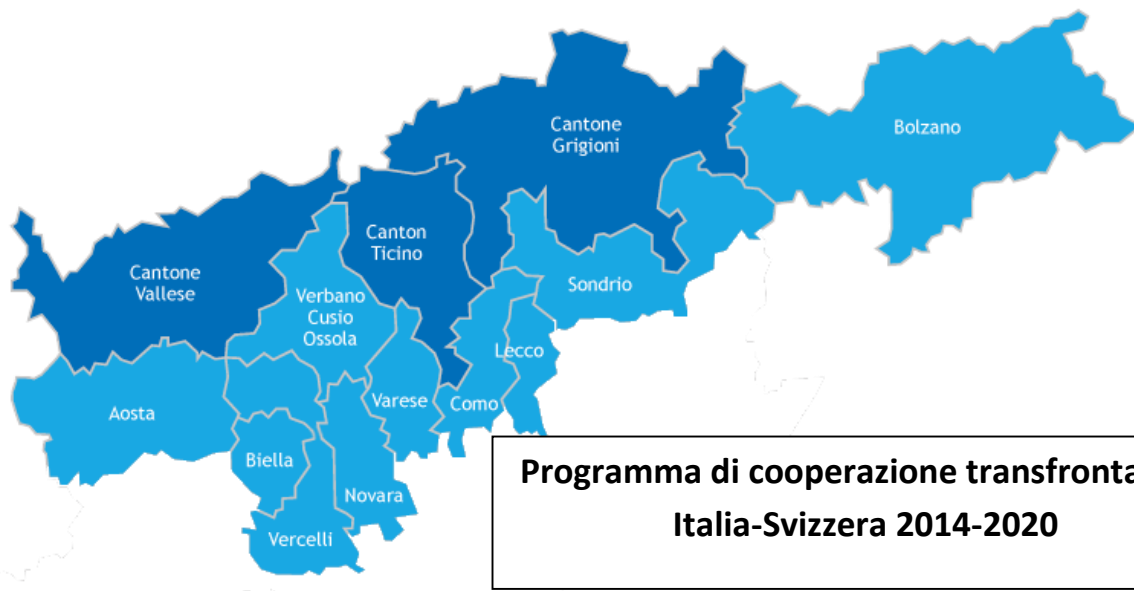 Cantone
Grigioni
Bolzano
Canton
Ticino
Cantone
Vallese
Sondrio
Verbano
Cusio
Ossola
Lecco
Aosta
Varese
Como
Biella
Novara
Vercelli
Programma di cooperazione transfronta
Italia-Svizzera 2014-2020